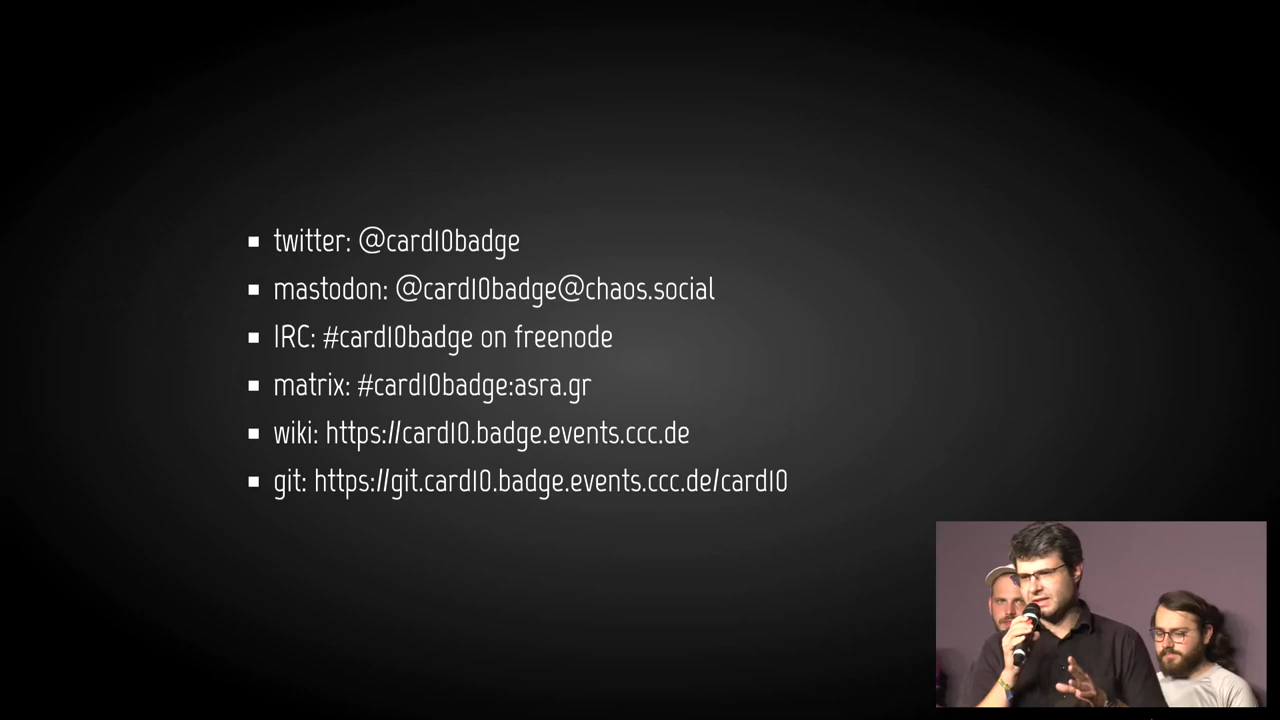 twitter: @card10badge
mastodon: @card10badge@chaos.social
IRC: #card10badge on freenode
matrix: #card10badge:asra.gr
wiki: https://card10.badge.events.ccc.de
git: https://git.card10.badge.events.ccc.de/card10